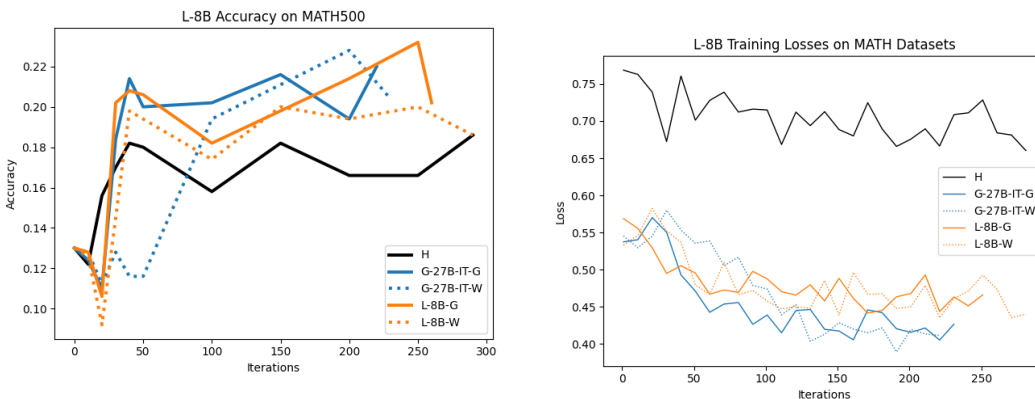 L-8B Accuracy on MATH500
Accuracy
0.22
0.20
0.18
0.16
0.14
0.12
0.10
H
G-27B-IT-G
G-27B-IT-W
L-8B-G
L-8B-W
0
50
100
150
200
250
300
Iterations
L-8B Training Losses on MATH Datasets
Loss
0.75
0.70
0.65
0.60
0.55
0.50
0.45
0.40
H
G-27B-IT-G
G-27B-IT-W
L-8B-G
L-8B-W
0
50
100
150
200
250
Iterations